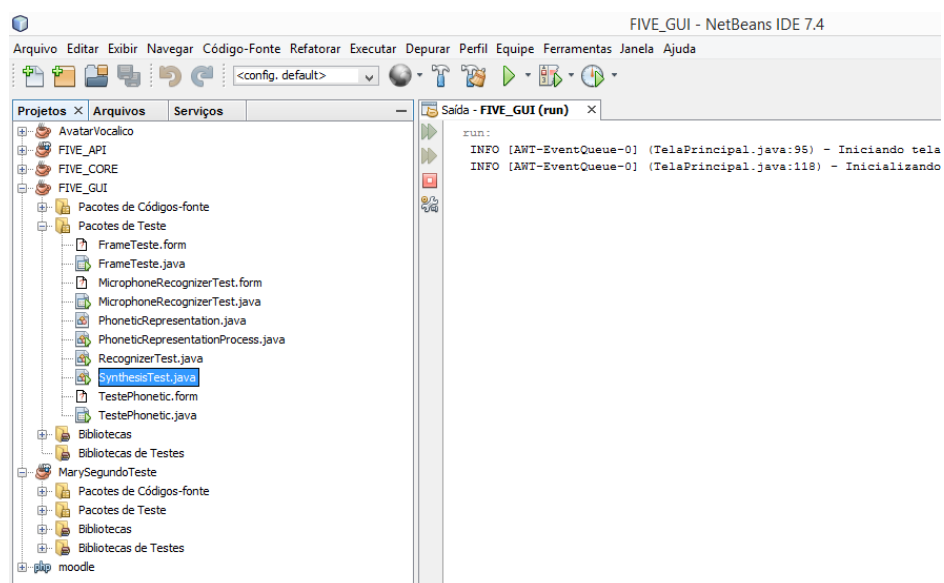 FIVE_GUI - NetBeans IDE 7.4
Arquivo Editar Exibir Navegar Código-Fonte Refatorar Executar Depurar Perfil Equipe Ferramentas Janela Ajuda
<config. default>
Projetos Arquivos Serviços
Saída - FIVE_GUI (run)
AvatarVocalico
FIVE_API
FIVE_CORE
FIVE_GUI
Pacotes de Códigos-fonte
Pacotes de Teste
FrameTeste.form
FrameTeste.java
MicrophoneRecognizerTest.form
MicrophoneRecognizerTest.java
PhoneticRepresentation.java
PhoneticRepresentationProcess.java
RecognizerTest.java
SynthesisTest.java
TestePhonetic.form
TestePhonetic.java
Bibliotecas
Bibliotecas de Testes
MarySegundoTeste
Pacotes de Códigos-fonte
Pacotes de Teste
Bibliotecas
Bibliotecas de Testes
php moodle
run:
INFO [AWT-EventQueue-0] (TelaPrincipal.java:95) - Iniciando tela
INFO [AWT-EventQueue-0] (TelaPrincipal.java:118) - Inicializando